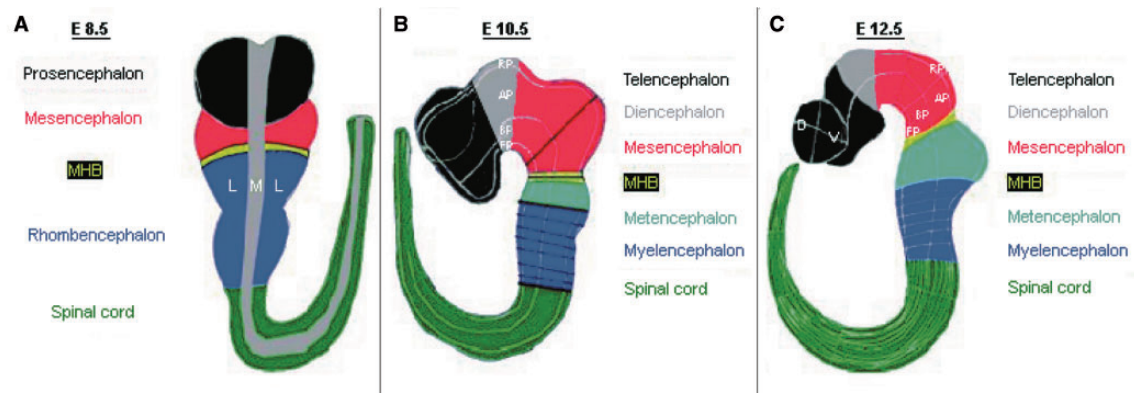 A
E 8.5
Prosencephalon
Mesencephalon
MHB
L M L
Rhombencephalon
Spinal cord
B
E 10.5
RP
AP
BP
FP
Telencephalon
Diencephalon
Mesencephalon
MHB
Metencephalon
Myelencephalon
Spinal cord
C
E 12.5
RP
AP
BP
FP
D
V
Telencephalon
Diencephalon
Mesencephalon
MHB
Metencephalon
Myelencephalon
Spinal cord